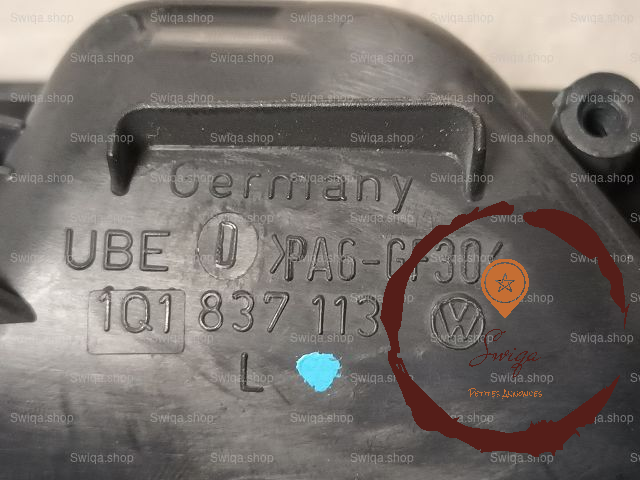 Germany
UBE D >PA6-GF30<
1Q1 837 113
L
Swiqa
PETITES ANNONCES
Swiqa.shop